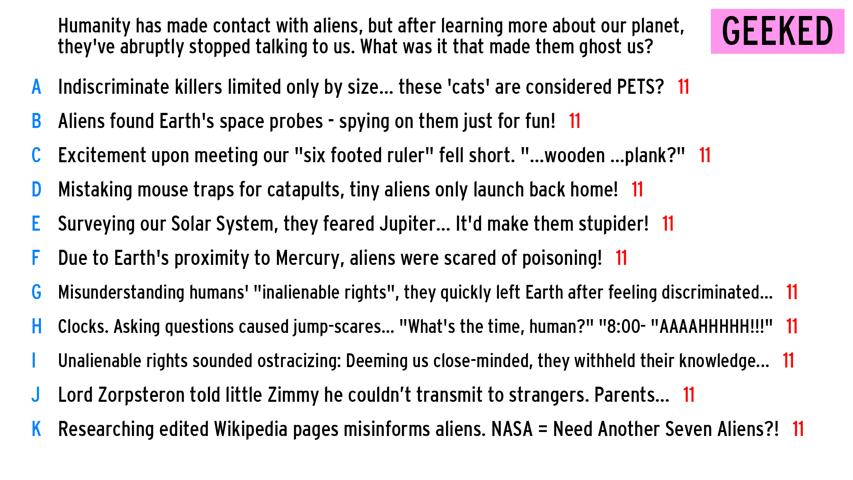 Humanity has made contact with aliens, but after learning more about our planet,
they've abruptly stopped talking to us. What was it that made them ghost us?
GEEKED
A Indiscriminate killers limited only by size... these 'cats' are considered PETS? 11
B Aliens found Earth's space probes - spying on them just for fun! 11
C Excitement upon meeting our "six footed ruler" fell short. "...wooden ...plank?" 11
D Mistaking mouse traps for catapults, tiny aliens only launch back home! 11
E Surveying our Solar System, they feared Jupiter... It'd make them stupider! 11
F Due to Earth's proximity to Mercury, aliens were scared of poisoning! 11
G Misunderstanding humans' "inalienable rights", they quickly left Earth after feeling discriminated... 11
H Clocks. Asking questions caused jump-scares... "What's the time, human?" "8:00- "AAAAHHHHH!!!" 11
I Unalienable rights sounded ostracizing: Deeming us close-minded, they withheld their knowledge... 11
J Lord Zorpsteron told little Zimmy he couldn’t transmit to strangers. Parents... 11
K Researching edited Wikipedia pages misinforms aliens. NASA = Need Another Seven Aliens?! 11